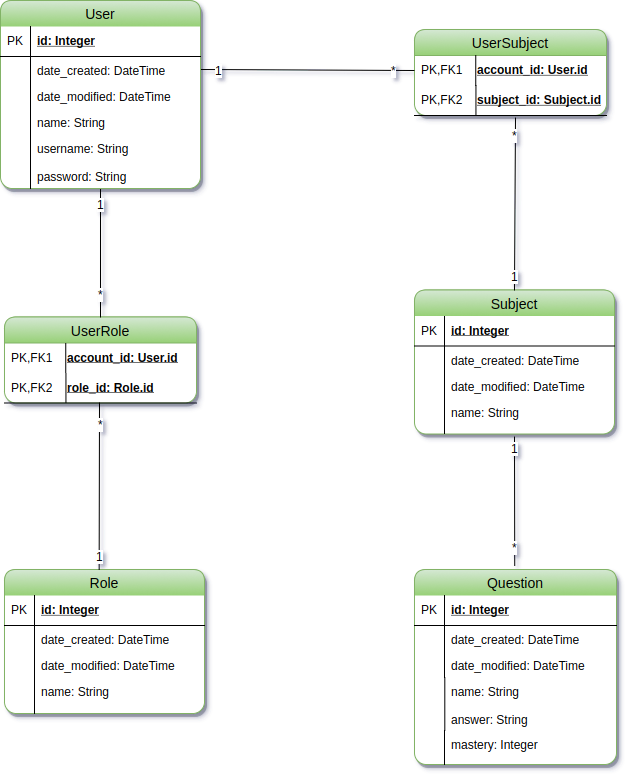 User
PK id: Integer
date_created: DateTime
date_modified: DateTime
name: String
username: String
password: String
UserSubject
PK,FK1 account_id: User.id
PK,FK2 subject_id: Subject.id
1 *
1
*
*
1
UserRole
PK,FK1 account_id: User.id
PK,FK2 role_id: Role.id
Subject
PK id: Integer
date_created: DateTime
date_modified: DateTime
name: String
*
1
1
*
Role
PK id: Integer
date_created: DateTime
date_modified: DateTime
name: String
Question
PK id: Integer
date_created: DateTime
date_modified: DateTime
name: String
answer: String
mastery: Integer